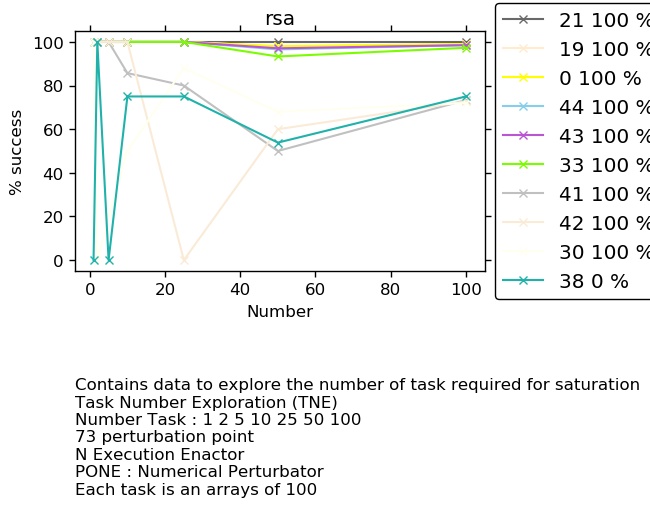 rsa
100
80
60
40
20
0
% success
0 20 40 60 80 100
Number
21 100 %
19 100 %
0 100 %
44 100 %
43 100 %
33 100 %
41 100 %
42 100 %
30 100 %
38 0 %
Contains data to explore the number of task required for saturation
Task Number Exploration (TNE)
Number Task : 1 2 5 10 25 50 100
73 perturbation point
N Execution Enactor
PONE : Numerical Perturbator
Each task is an arrays of 100